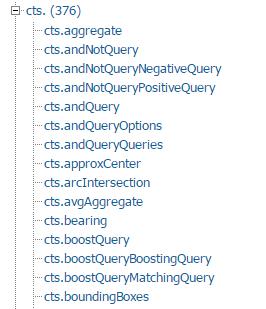 cts. (376)
cts.aggregate
cts.andNotQuery
cts.andNotQueryNegativeQuery
cts.andNotQueryPositiveQuery
cts.andQuery
cts.andQueryOptions
cts.andQueryQueries
cts.approxCenter
cts.arcIntersection
cts.avgAggregate
cts.bearing
cts.boostQuery
cts.boostQueryBoostingQuery
cts.boostQueryMatchingQuery
cts.boundingBoxes